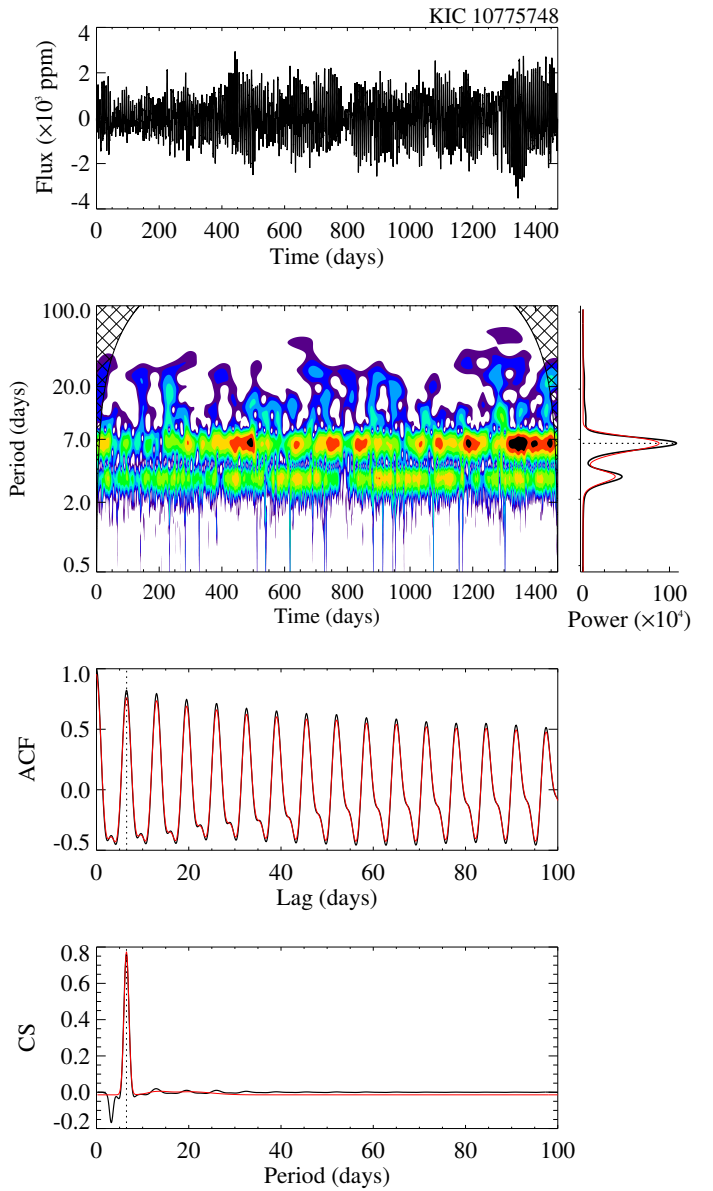 KIC 10775748
4
2
0
-2
-4
Flux (×10³ ppm)
0 200 400 600 800 1000 1200 1400
Time (days)
100.0
20.0
7.0
2.0
0.5
Period (days)
0 200 400 600 800 1000 1200 1400
Time (days)
0 100
Power (×10⁴)
1.0
0.5
0.0
-0.5
ACF
0 20 40 60 80 100
Lag (days)
0.8
0.6
0.4
0.2
0.0
-0.2
CS
0 20 40 60 80 100
Period (days)